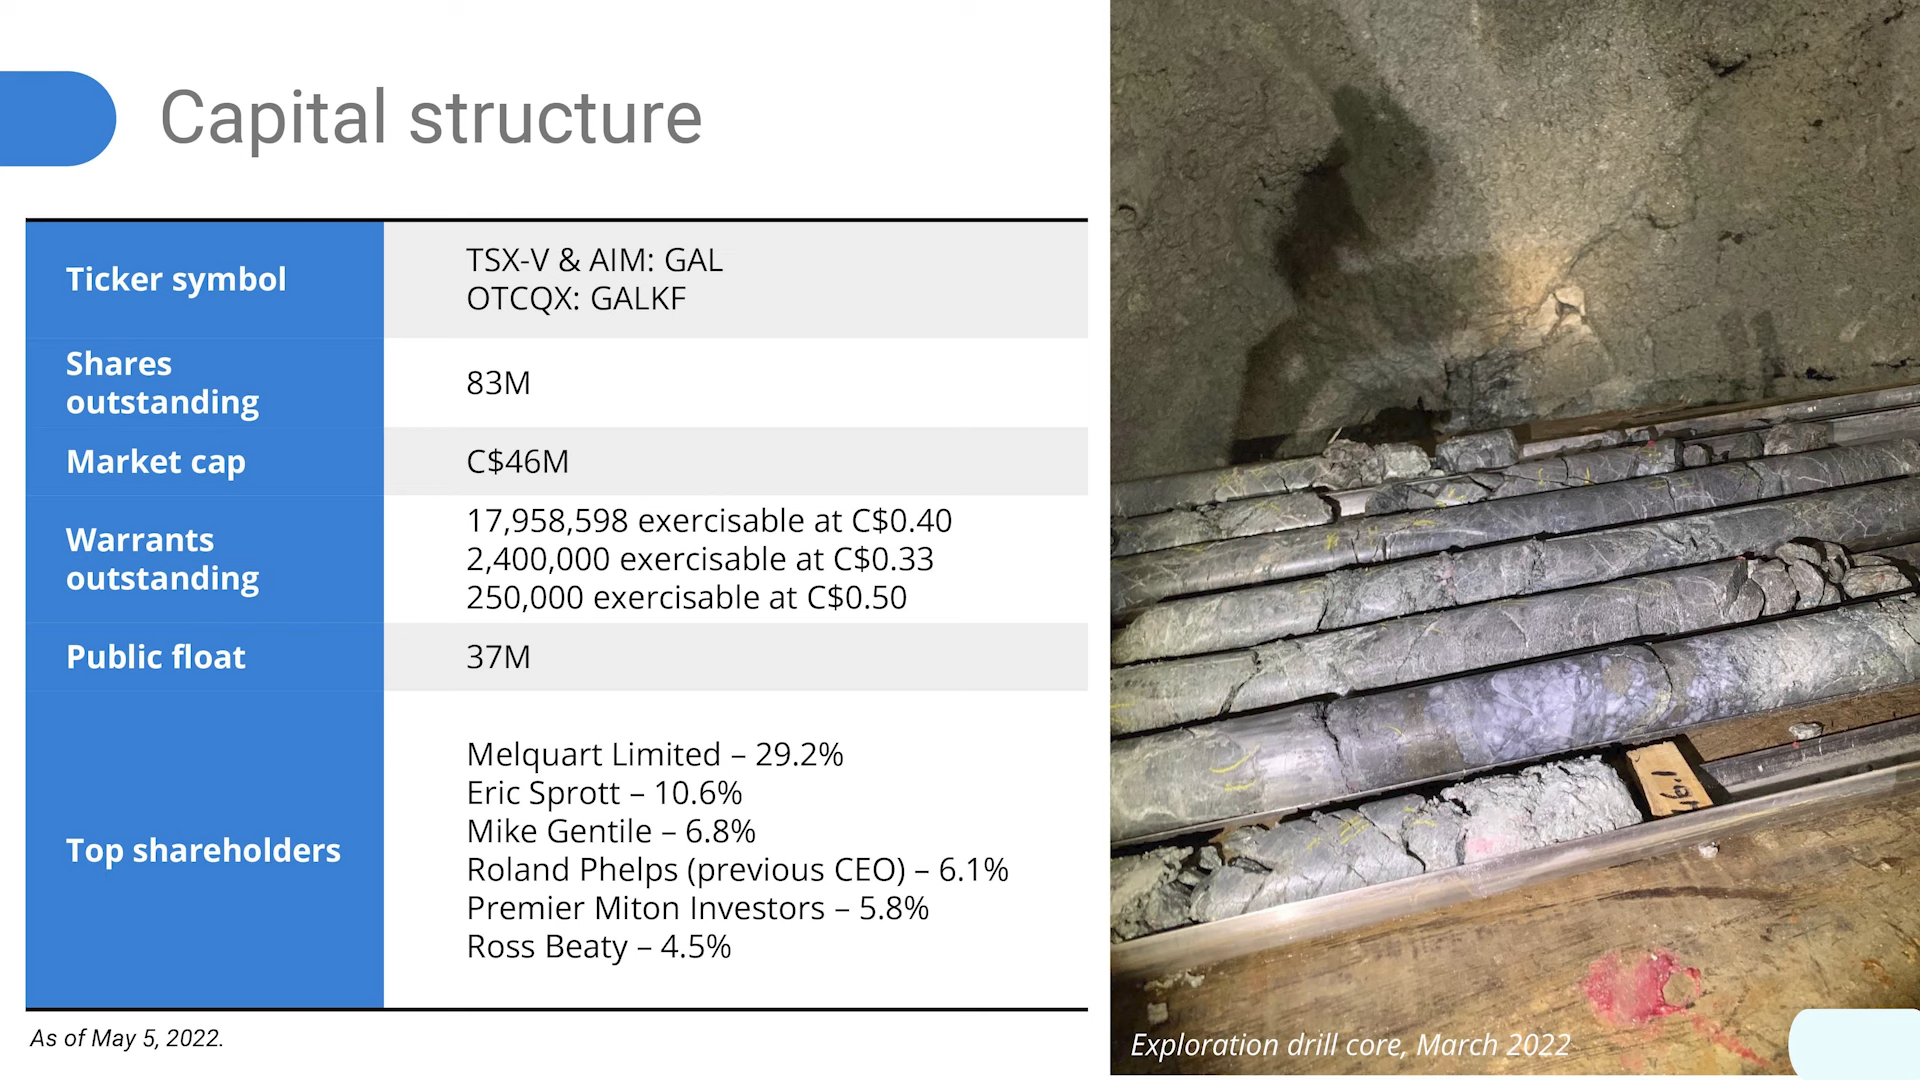 Capital structure
Ticker symbol
TSX-V & AIM: GAL
OTCQX: GALKF
Shares
outstanding
83M
Market cap
C$46M
Warrants
outstanding
17,958,598 exercisable at C$0.40
2,400,000 exercisable at C$0.33
250,000 exercisable at C$0.50
Public float
37M
Top shareholders
Melquart Limited – 29.2%
Eric Sprott – 10.6%
Mike Gentile – 6.8%
Roland Phelps (previous CEO) – 6.1%
Premier Miton Investors – 5.8%
Ross Beaty – 4.5%
As of May 5, 2022.
Exploration drill core, March 2022